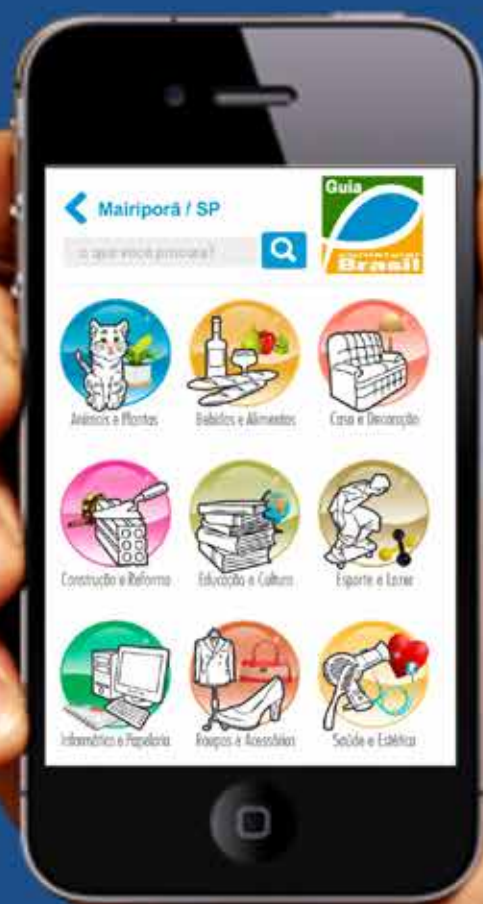 Mairiporã / SP
Guia
o que você procura?
Brasil
Animais e Plantas
Bebidas e Alimentos
Casa e Decoração
Construção e Reforma
Educação e Cultura
Esporte e Lazer
Informática e Papelaria
Roupas e Acessórios
Saúde e Estética